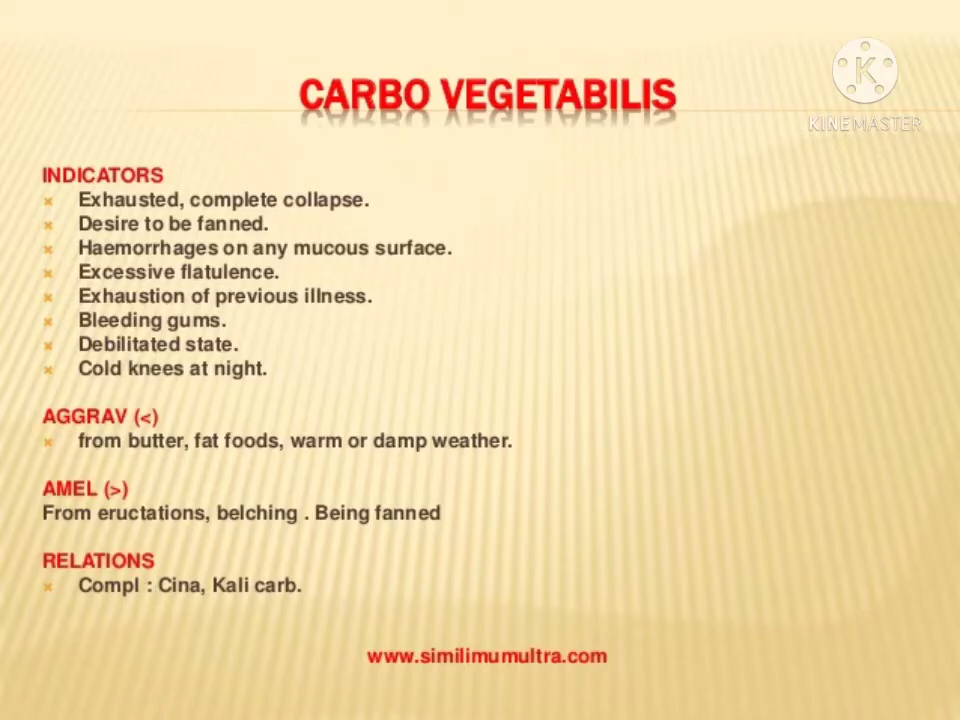 CARBO VEGETABILIS
K
KINEMASTER
INDICATORS
Exhausted, complete collapse.
Desire to be fanned.
Haemorrhages on any mucous surface.
Excessive flatulence.
Exhaustion of previous illness.
Bleeding gums.
Debilitated state.
Cold knees at night.
AGGRAV (<)
from butter, fat foods, warm or damp weather.
AMEL (>)
From eructations, belching . Being fanned
RELATIONS
Compl : Cina, Kali carb.
www.similimumultra.com